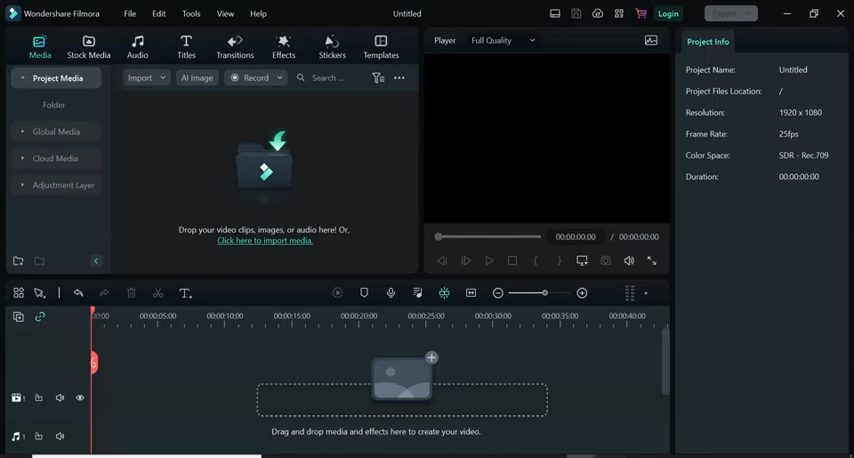 Wondershare Filmora File Edit Tools View Help Untitled Login Expert
Media Stock Media Audio Titles Transitions Effects Stickers Templates
Project Media
Folder
Global Media
Cloud Media
Adjustment Layer
Import AI Image Record Search ...
Drop your video clips, images, or audio here! Or,
Click here to import media.
Player Full Quality
00:00:00:00 / 00:00:00:00
Project Info
Project Name: Untitled
Project Files Location: /
Resolution: 1920 x 1080
Frame Rate: 25fps
Color Space: SDR - Rec.709
Duration: 00:00:00:00
00:00 00:00:05:00 00:00:10:00 00:00:15:00 00:00:20:00 00:00:25:00 00:00:30:00 00:00:35:00 00:00:40:00
1
Drag and drop media and effects here to create your video.
1